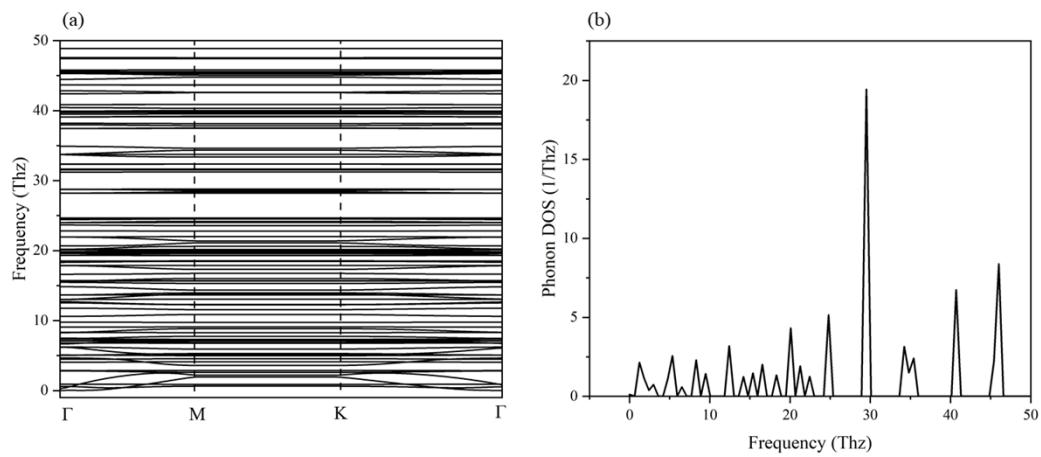 (a)
50
40
30
20
10
0
Frequency (Thz)
Γ M K Γ
(b)
20
15
10
5
0
Phonon DOS (1/Thz)
0 10 20 30 40 50
Frequency (Thz)